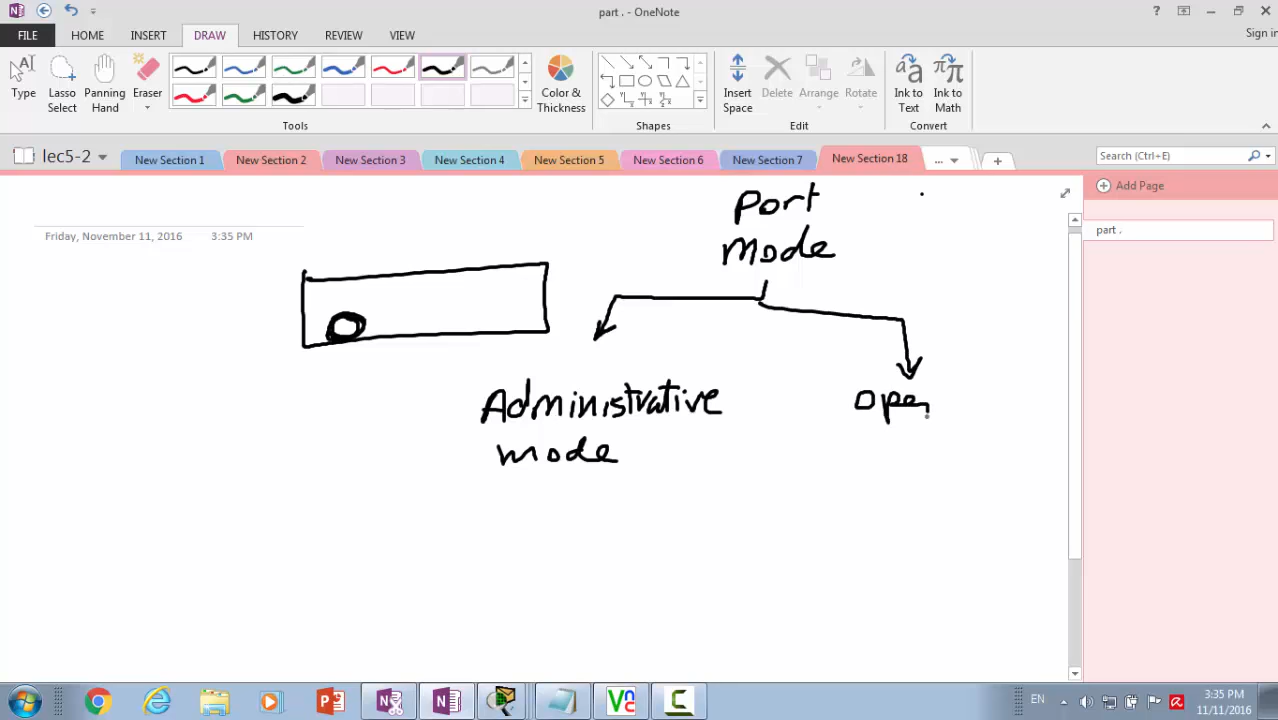 part . - OneNote
Sign in
FILE HOME INSERT DRAW HISTORY REVIEW VIEW
Type
Lasso Select
Panning Hand
Eraser
Color & Thickness
Insert Space
Delete
Arrange
Rotate
Ink to Text
Ink to Math
Tools
Shapes
Edit
Convert
lec5-2
New Section 1
New Section 2
New Section 3
New Section 4
New Section 5
New Section 6
New Section 7
New Section 18
...
Search (Ctrl+E)
Add Page
part .
Friday, November 11, 2016 3:35 PM
Port
Mode
Administrative
mode
Oper
EN
3:35 PM
11/11/2016